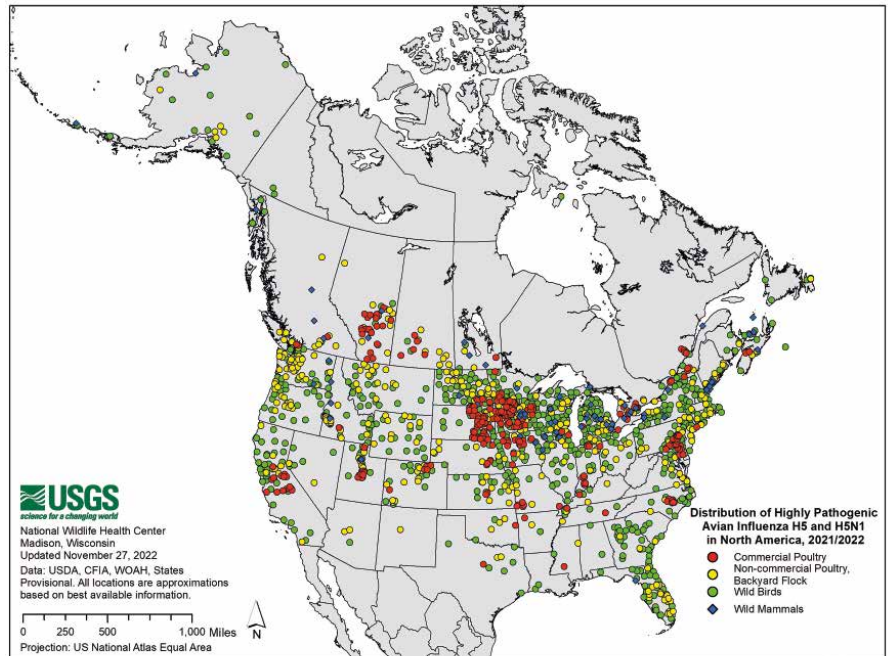 USGS
science for a changing world
National Wildlife Health Center
Madison, Wisconsin
Updated November 27, 2022
Data: USDA, CFIA, WOAH, States
Provisional. All locations are approximations
based on best available information.
0 250 500 1,000 Miles
N
Projection: US National Atlas Equal Area
Distribution of Highly Pathogenic
Avian Influenza H5 and H5N1
in North America, 2021/2022
Commercial Poultry
Non-commercial Poultry,
Backyard Flock
Wild Birds
Wild Mammals